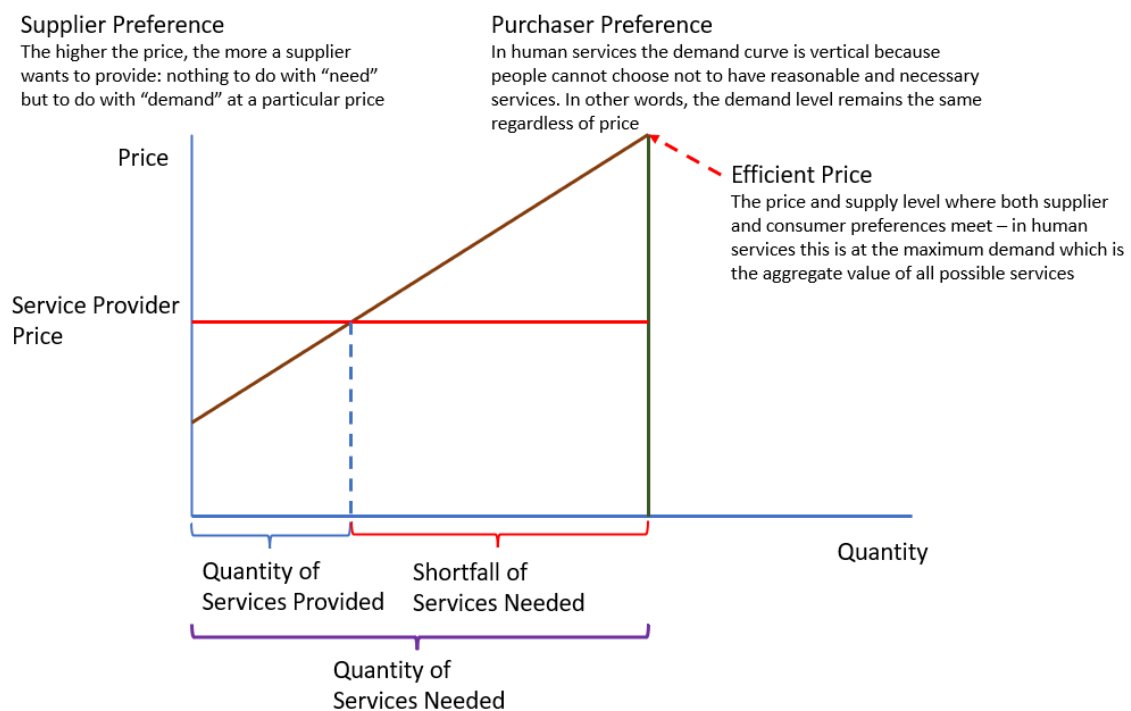 Supplier Preference
The higher the price, the more a supplier
wants to provide: nothing to do with “need”
but to do with “demand” at a particular price
Purchaser Preference
In human services the demand curve is vertical because
people cannot choose not to have reasonable and necessary
services. In other words, the demand level remains the same
regardless of price
Price
Efficient Price
The price and supply level where both supplier
and consumer preferences meet – in human
services this is at the maximum demand which is
the aggregate value of all possible services
Service Provider
Price
Quantity
Quantity of
Services Provided
Shortfall of
Services Needed
Quantity of
Services Needed